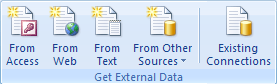 From Access
From Web
From Text
From Other Sources
Existing Connections
Get External Data